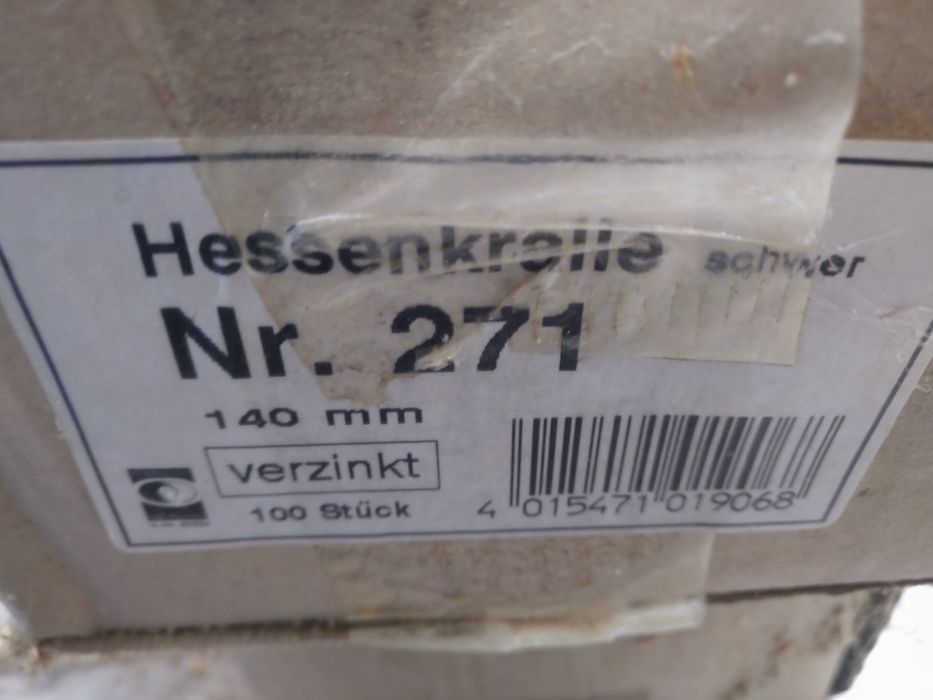 Hessenkralle schwer
Nr. 271
140 mm
verzinkt
100 Stück
4 015471 019068